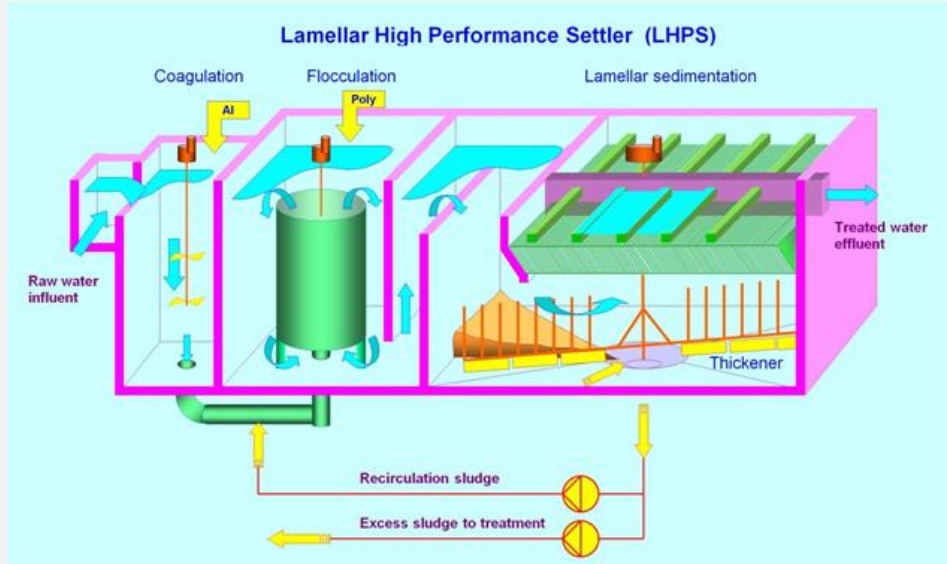 Lamellar High Performance Settler (LHPS)
Coagulation
Flocculation
Lamellar sedimentation
Al
Poly
Raw water
influent
Treated water
effluent
Thickener
Recirculation sludge
Excess sludge to treatment